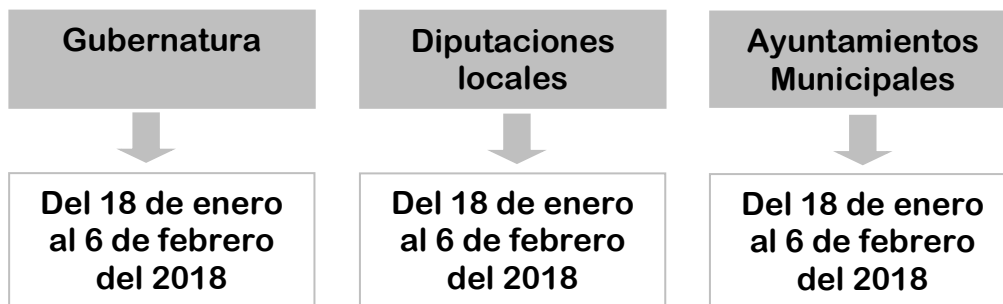 Gubernatura
Diputaciones
locales
Ayuntamientos
Municipales
Del 18 de enero
al 6 de febrero
del 2018
Del 18 de enero
al 6 de febrero
del 2018
Del 18 de enero
al 6 de febrero
del 2018